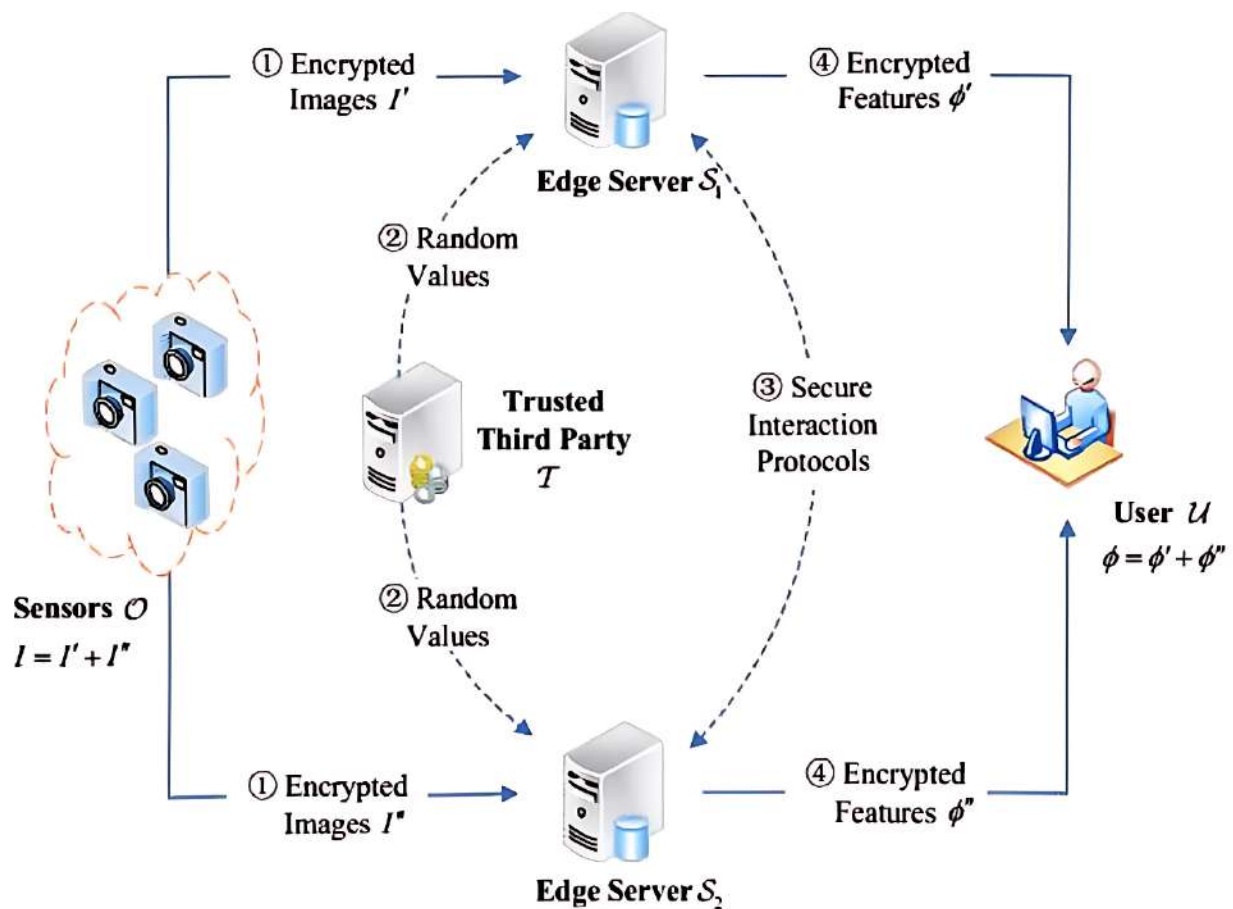 ① Encrypted
Images I'
④ Encrypted
Features ϕ'
Edge Server 𝒮₁
② Random
Values
Trusted
Third Party
𝒯
③ Secure
Interaction
Protocols
User 𝒰
ϕ = ϕ' + ϕ"
② Random
Values
Sensors 𝒪
I = I' + I"
① Encrypted
Images I"
④ Encrypted
Features ϕ"
Edge Server 𝒮₂